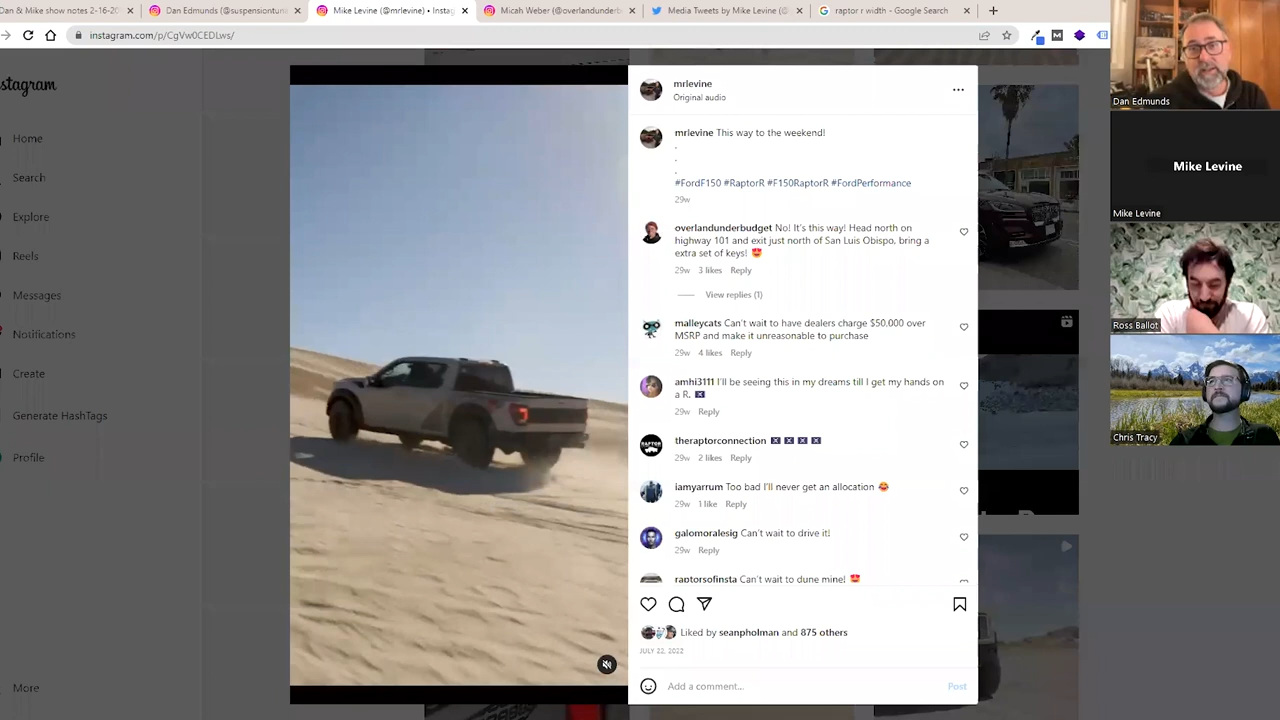 an & Mike show notes 2-16-20
Dan Edmunds (@suspensionturi
Mike Levine (@mrlevine) • Instag
Micah Weber (@overlandunderb
Media Tweets by Mike Levine (@
raptor r width - Google Search
instagram.com/p/CgVw0CEDLws/
stagram
Home
Search
Explore
Reels
Messages
Notifications
Create
Generate HashTags
Profile
More
mrlevine
Original audio
mrlevine This way to the weekend!
.
.
.
#FordF150 #RaptorR #F150RaptorR #FordPerformance
29w
overlandunderbudget No! It's this way! Head north on
highway 101 and exit just north of San Luis Obispo, bring a
extra set of keys! 🤩
29w 3 likes Reply
View replies (1)
malleycats Can't wait to have dealers charge $50,000 over
MSRP and make it unreasonable to purchase
29w 4 likes Reply
amhi3111 I'll be seeing this in my dreams till I get my hands on
a R.
29w Reply
theraptorconnection
29w 2 likes Reply
iamyarrum Too bad I'll never get an allocation
29w 1 like Reply
galomoralesig Can't wait to drive it!
29w Reply
raptorsofinsta Can't wait to dune mine! 🤩
Liked by seanpholman and 875 others
JULY 22, 2022
Add a comment...
Post
Dan Edmunds
Mike Levine
Mike Levine
Ross Ballot
Chris Tracy